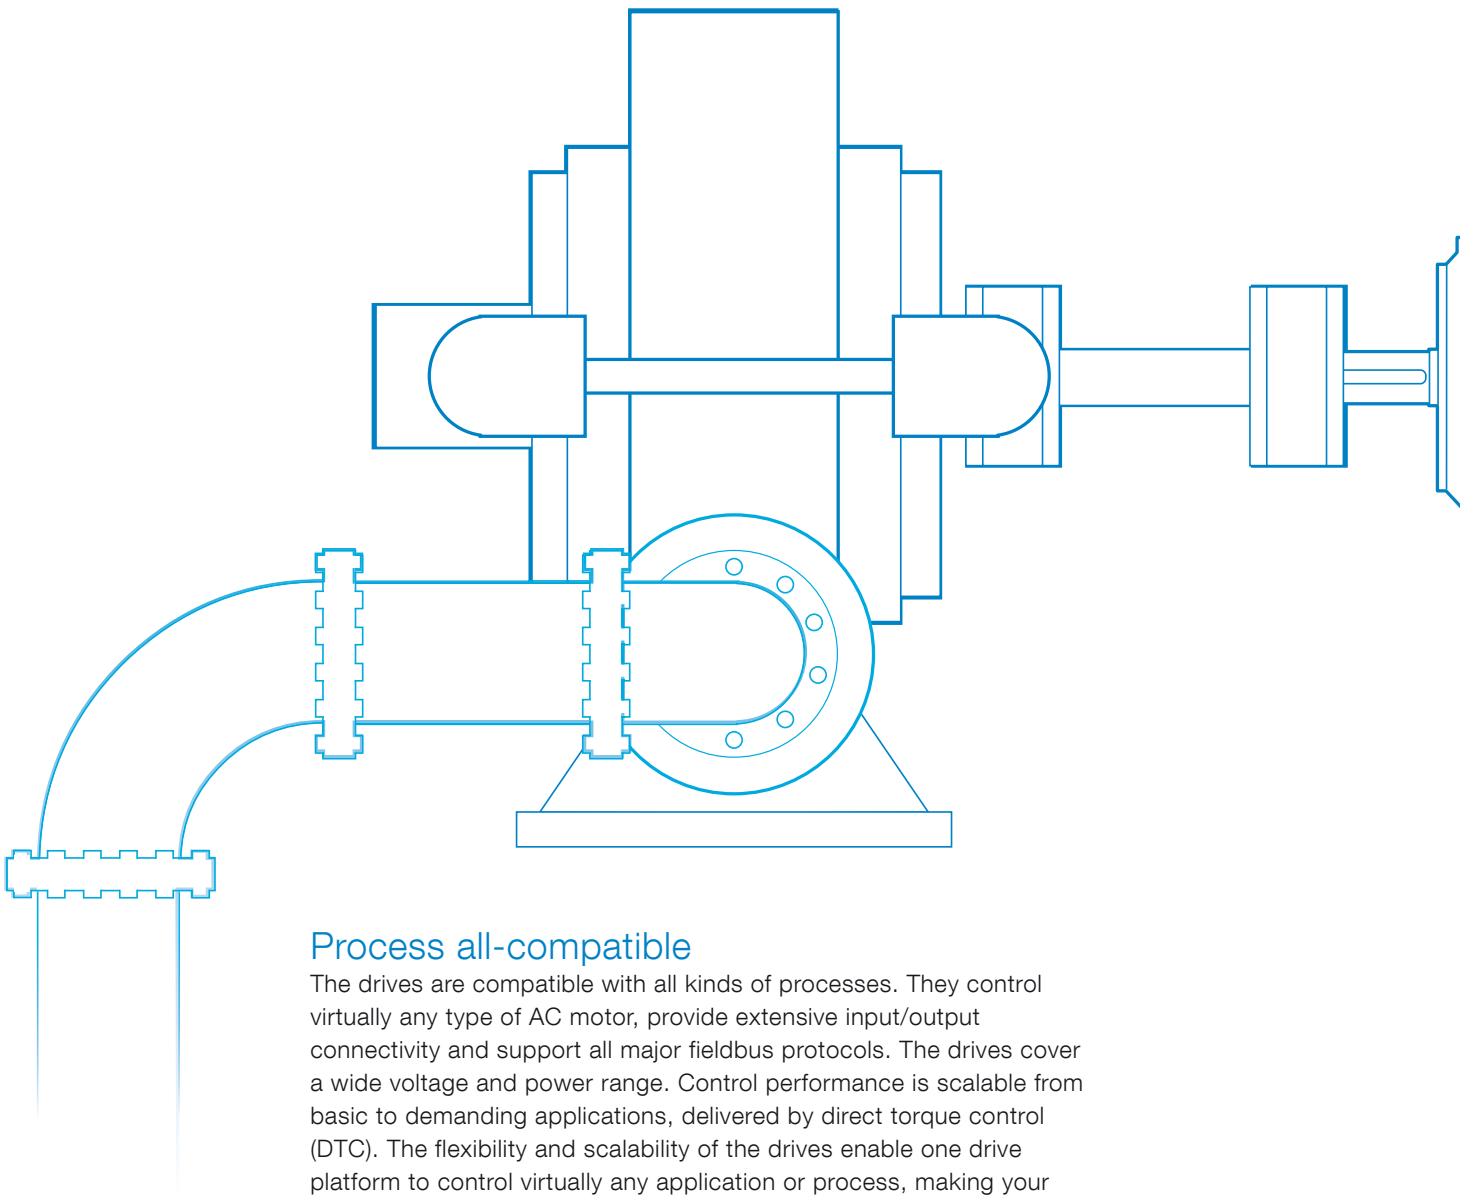 Process all-compatible
The drives are compatible with all kinds of processes. They control
virtually any type of AC motor, provide extensive input/output
connectivity and support all major fieldbus protocols. The drives cover
a wide voltage and power range. Control performance is scalable from
basic to demanding applications, delivered by direct torque control
(DTC). The flexibility and scalability of the drives enable one drive
platform to control virtually any application or process, making your